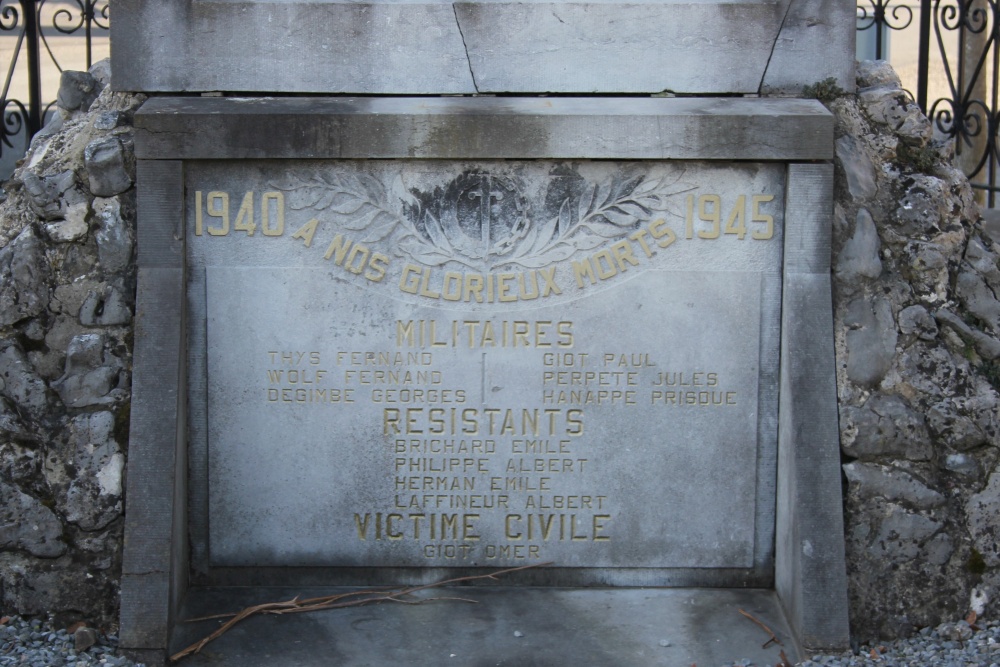 1940 1945
A NOS GLORIEUX MORTS
MILITAIRES
THYS FERNAND
WOLF FERNAND
DEGIMBE GEORGES
GIOT PAUL
PERPETE JULES
HANAPPE PRISQUE
RESISTANTS
BRICHARD EMILE
PHILIPPE ALBERT
HERMAN EMILE
LAFFINEUR ALBERT
VICTIME CIVILE
GIOT OMER